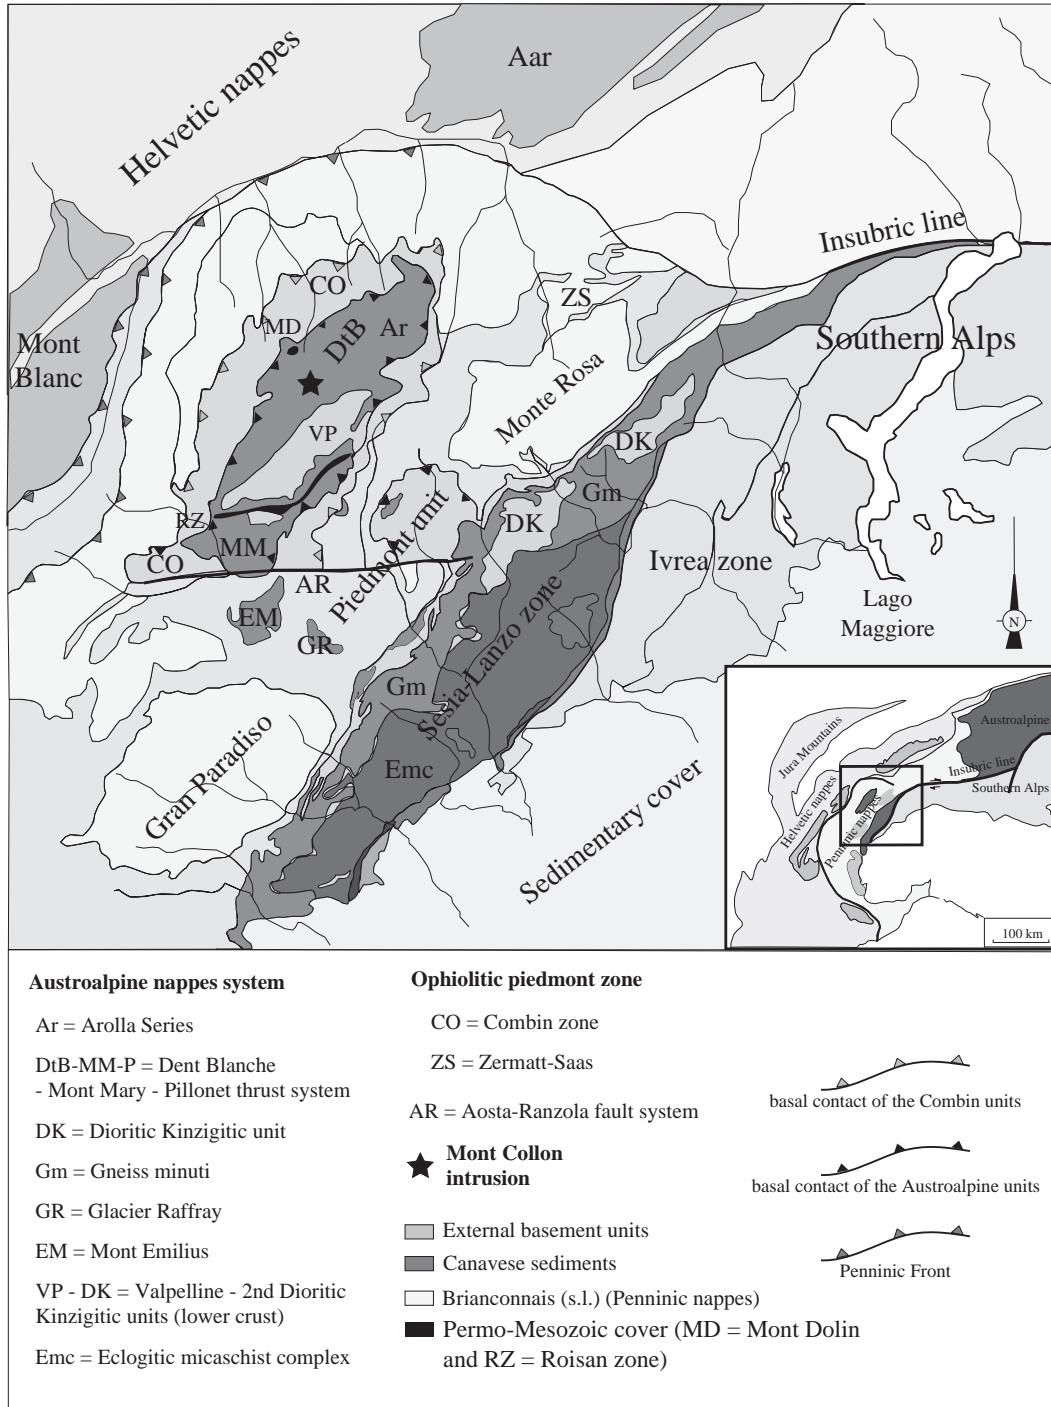 Helvetic nappes
Aar
Insubric line
CO
ZS
MD
DtB
Ar
Mont
Blanc
Southern Alps
Monte Rosa
VP
DK
Gm
RZ
DK
MM
CO
AR
Piedmont unit
Ivrea zone
Lago
Maggiore
N
EM
GR
Gm
Sesia-Lanzo zone
Emc
Gran Paradiso
Sedimentary cover
Jura Mountains
Austroalpine
Insubric line
Southern Alps
Helvetic nappes
Penninic nappes
100 km
Austroalpine nappes system
Ar = Arolla Series
DtB-MM-P = Dent Blanche
- Mont Mary - Pillonet thrust system
DK = Dioritic Kinzigitic unit
Gm = Gneiss minuti
GR = Glacier Raffray
EM = Mont Emilius
VP - DK = Valpelline - 2nd Dioritic
Kinzigitic units (lower crust)
Emc = Eclogitic micaschist complex
Ophiolitic piedmont zone
CO = Combin zone
ZS = Zermatt-Saas
AR = Aosta-Ranzola fault system
Mont Collon
intrusion
External basement units
Canavese sediments
Brianconnais (s.l.) (Penninic nappes)
Permo-Mesozoic cover (MD = Mont Dolin
and RZ = Roisan zone)
basal contact of the Combin units
basal contact of the Austroalpine units
Penninic Front